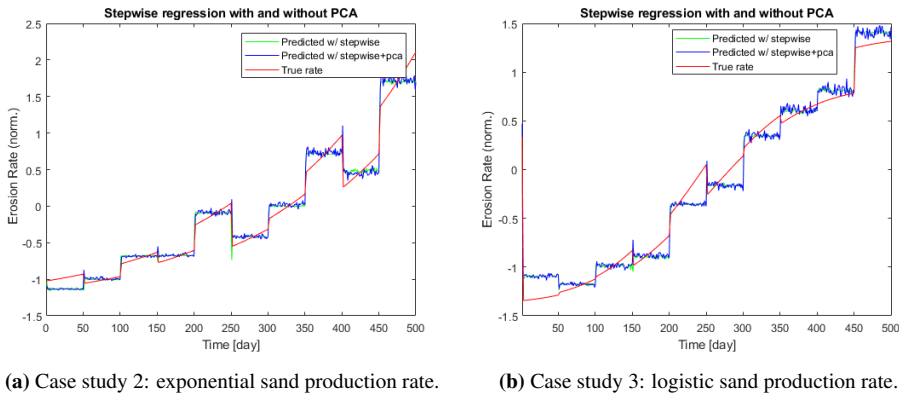 Stepwise regression with and without PCA
2.5
2
1.5
1
0.5
0
-0.5
-1
-1.5
0 50 100 150 200 250 300 350 400 450 500
Erosion Rate (norm.)
Time [day]
Predicted w/ stepwise
Predicted w/ stepwise+pca
True rate
(a) Case study 2: exponential sand production rate.
Stepwise regression with and without PCA
1.5
1
0.5
0
-0.5
-1
-1.5
50 100 150 200 250 300 350 400 450 500
Erosion Rate (norm.)
Time [day]
Predicted w/ stepwise
Predicted w/ stepwise+pca
True rate
(b) Case study 3: logistic sand production rate.